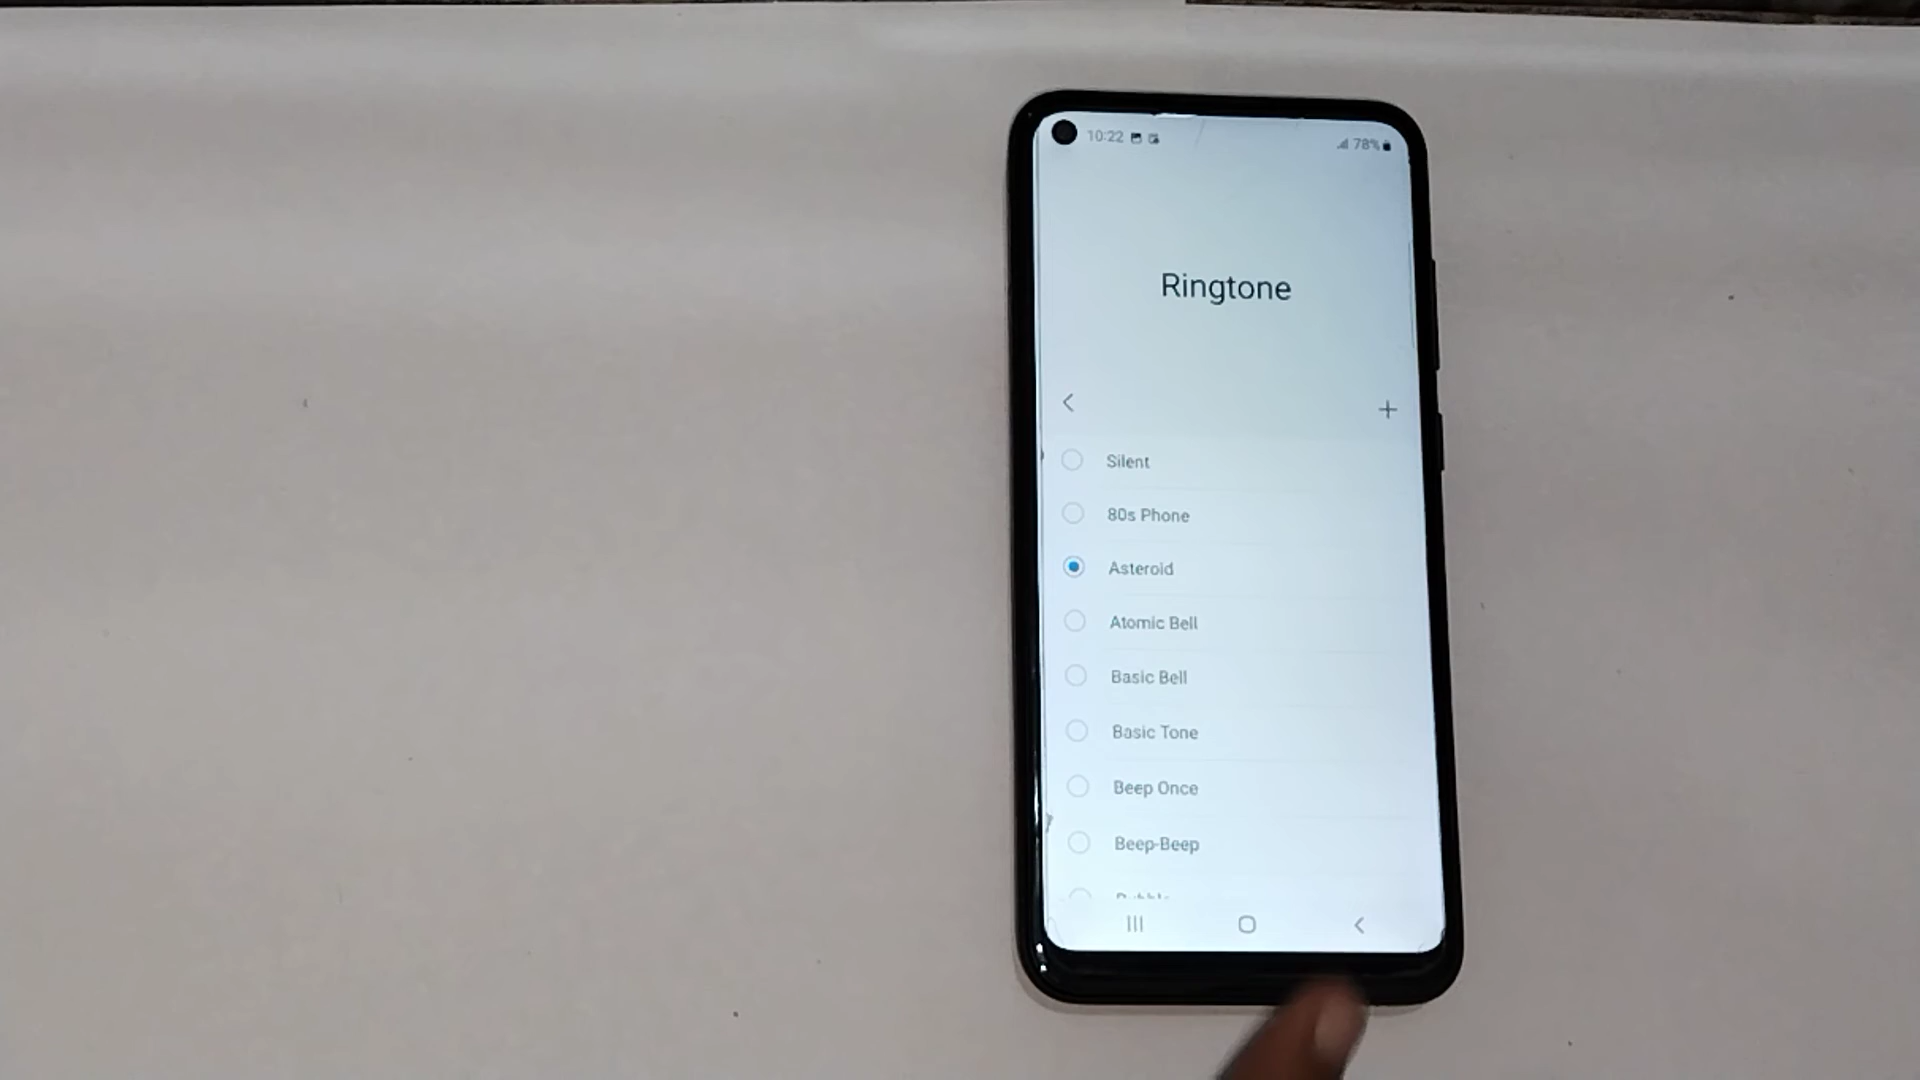 10:22
78%
Ringtone
Silent
80s Phone
Asteroid
Atomic Bell
Basic Bell
Basic Tone
Beep Once
Beep-Beep